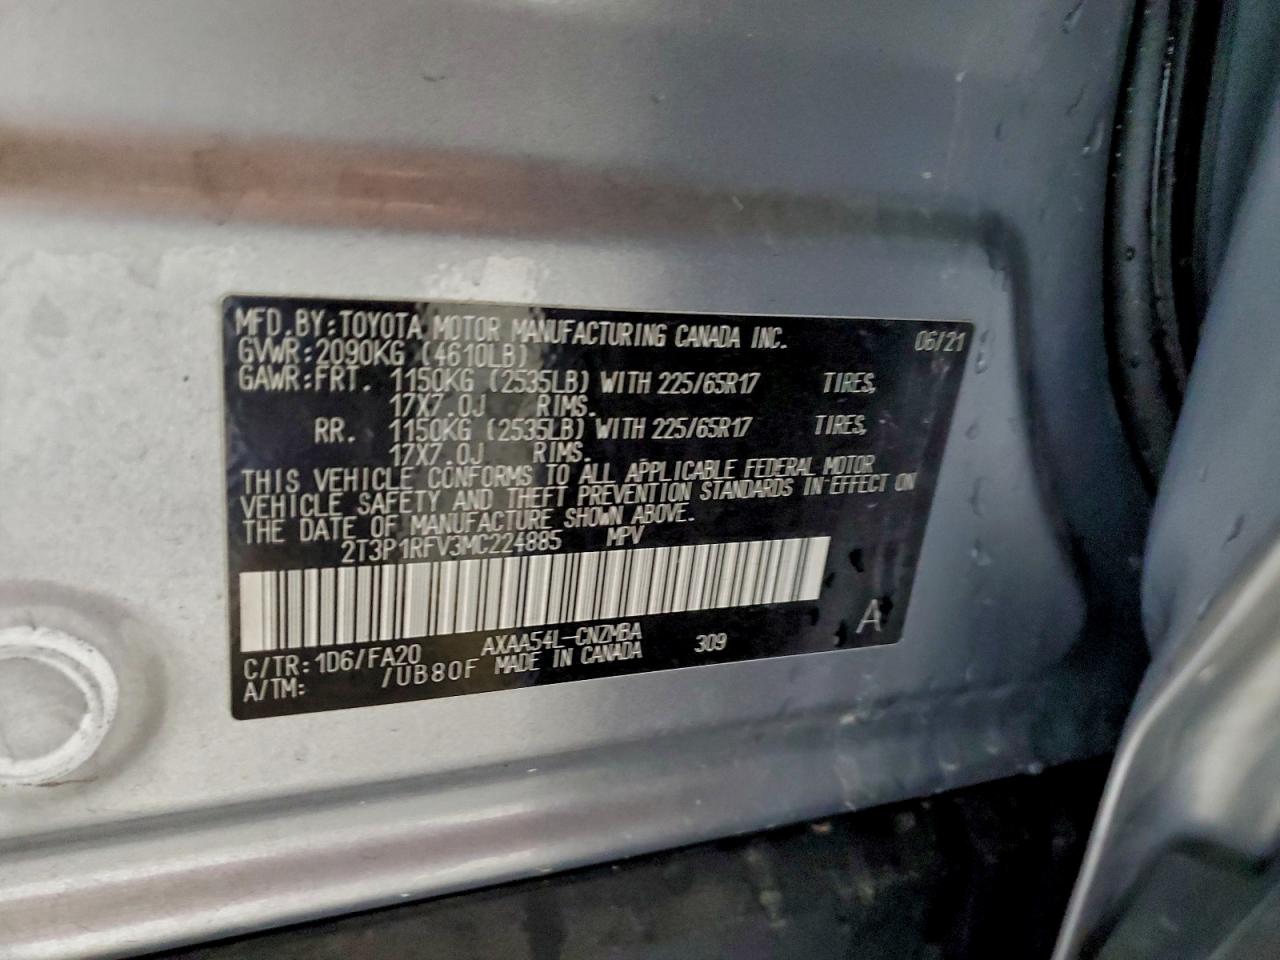 MFD.BY:TOYOTA MOTOR MANUFACTURING CANADA INC. 06/21
GVWR:2090KG (4610LB)
GAWR:FRT. 1150KG (2535LB) WITH 225/65R17 TIRES,
17X7.0J RIMS.
RR. 1150KG (2535LB) WITH 225/65R17 TIRES,
17X7.0J RIMS.
THIS VEHICLE CONFORMS TO ALL APPLICABLE FEDERAL MOTOR
VEHICLE SAFETY AND THEFT PREVENTION STANDARDS IN EFFECT ON
THE DATE OF MANUFACTURE SHOWN ABOVE.
2T3P1RFV3MC224885 MPV
A
C/TR:1D6/FA20 AXAA54L-CNZMBA 309
A/TM: /UB80F MADE IN CANADA